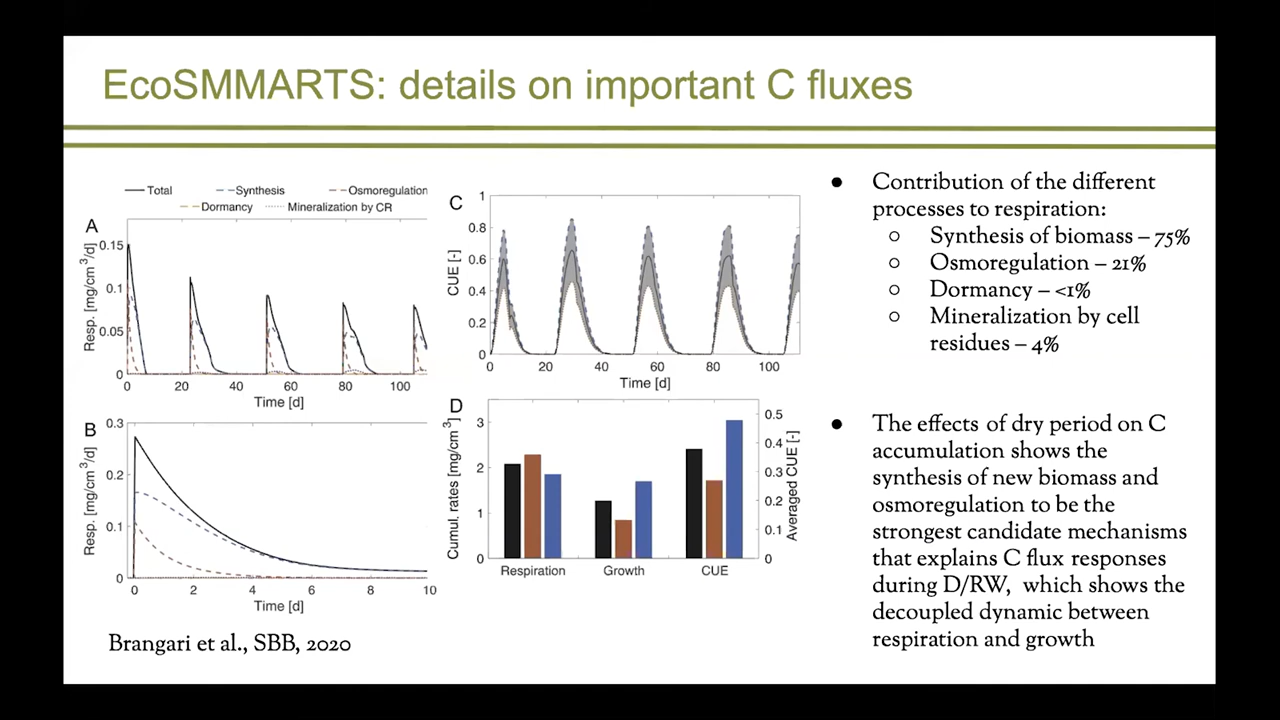 EcoSMMARTS: details on important C fluxes
Total Synthesis Osmoregulation
Dormancy Mineralization by CR
A
0.15
0.1
0.05
0
Resp. [mg/cm³/d]
0 20 40 60 80 100
Time [d]
B
0.3
0.2
0.1
0
Resp. [mg/cm³/d]
0 2 4 6 8 10
Time [d]
C
1
0.8
0.6
0.4
0.2
0
CUE [-]
0 20 40 60 80 100
Time [d]
D
3
2
1
0
Cumul. rates [mg/cm³]
0.5
0.4
0.3
0.2
0.1
0
Averaged CUE [-]
Respiration Growth CUE
Brangari et al., SBB, 2020
● Contribution of the different
processes to respiration:
○ Synthesis of biomass – 75%
○ Osmoregulation – 21%
○ Dormancy – <1%
○ Mineralization by cell
residues – 4%
● The effects of dry period on C
accumulation shows the
synthesis of new biomass and
osmoregulation to be the
strongest candidate mechanisms
that explains C flux responses
during D/RW, which shows the
decoupled dynamic between
respiration and growth